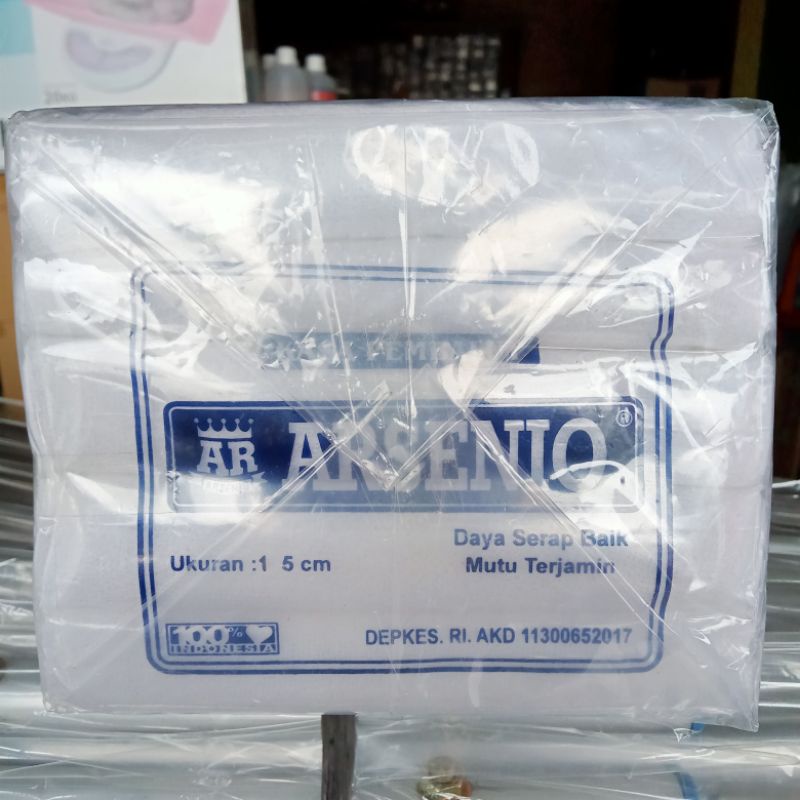 ARSENIO
®
AR
Ukuran :1 5 cm
Daya Serap Baik
Mutu Terjamin
100%
INDONESIA
DEPKES. RI. AKD 11300652017